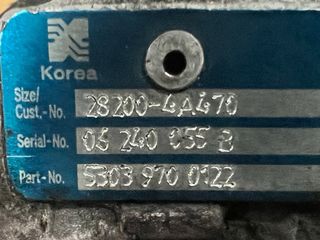 Korea
Size/
Cust.-No. 28200-4A470
Serial-No. 06 240 055 B
Part-No. 5303 970 0122